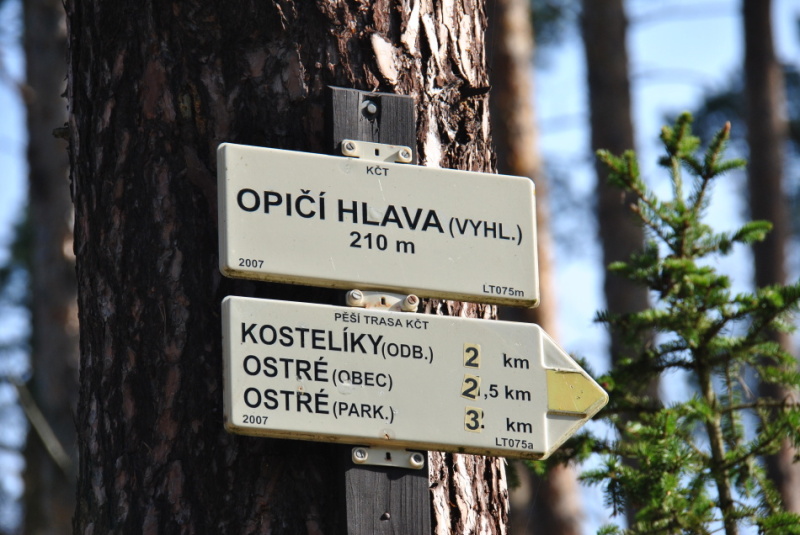 KČT
OPIČÍ HLAVA (VYHL.)
210 m
2007 LT075m
PĚŠÍ TRASA KČT
KOSTELÍKY (ODB.) 2 km
OSTRÉ (OBEC) 2,5 km
OSTRÉ (PARK.) 3 km
2007 LT075a